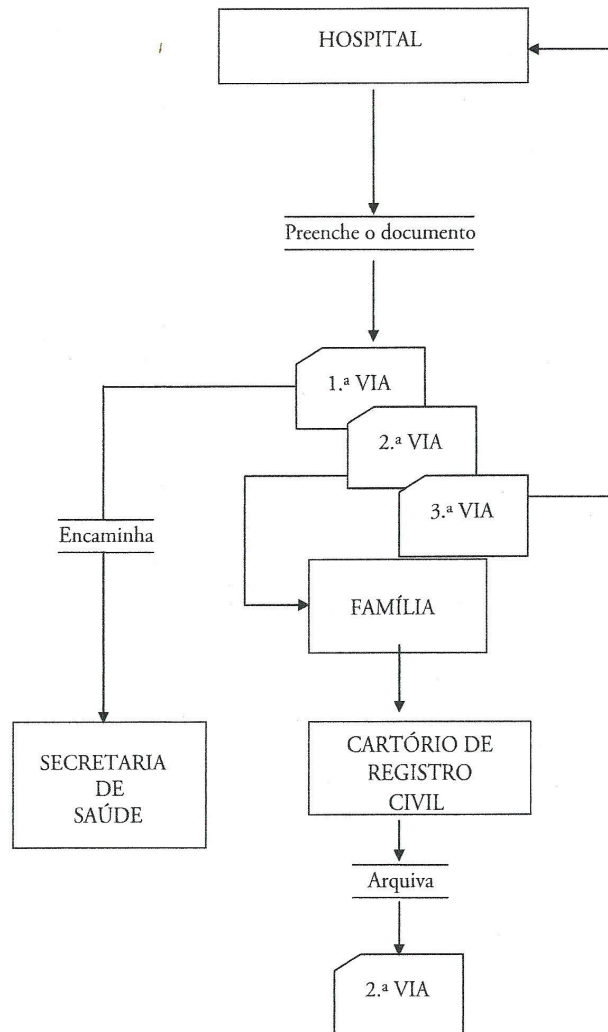 HOSPITAL
Preenche o documento
1.ª VIA
2.ª VIA
3.ª VIA
Encaminha
FAMÍLIA
SECRETARIA
DE
SAÚDE
CARTÓRIO DE
REGISTRO
CIVIL
Arquiva
2.ª VIA